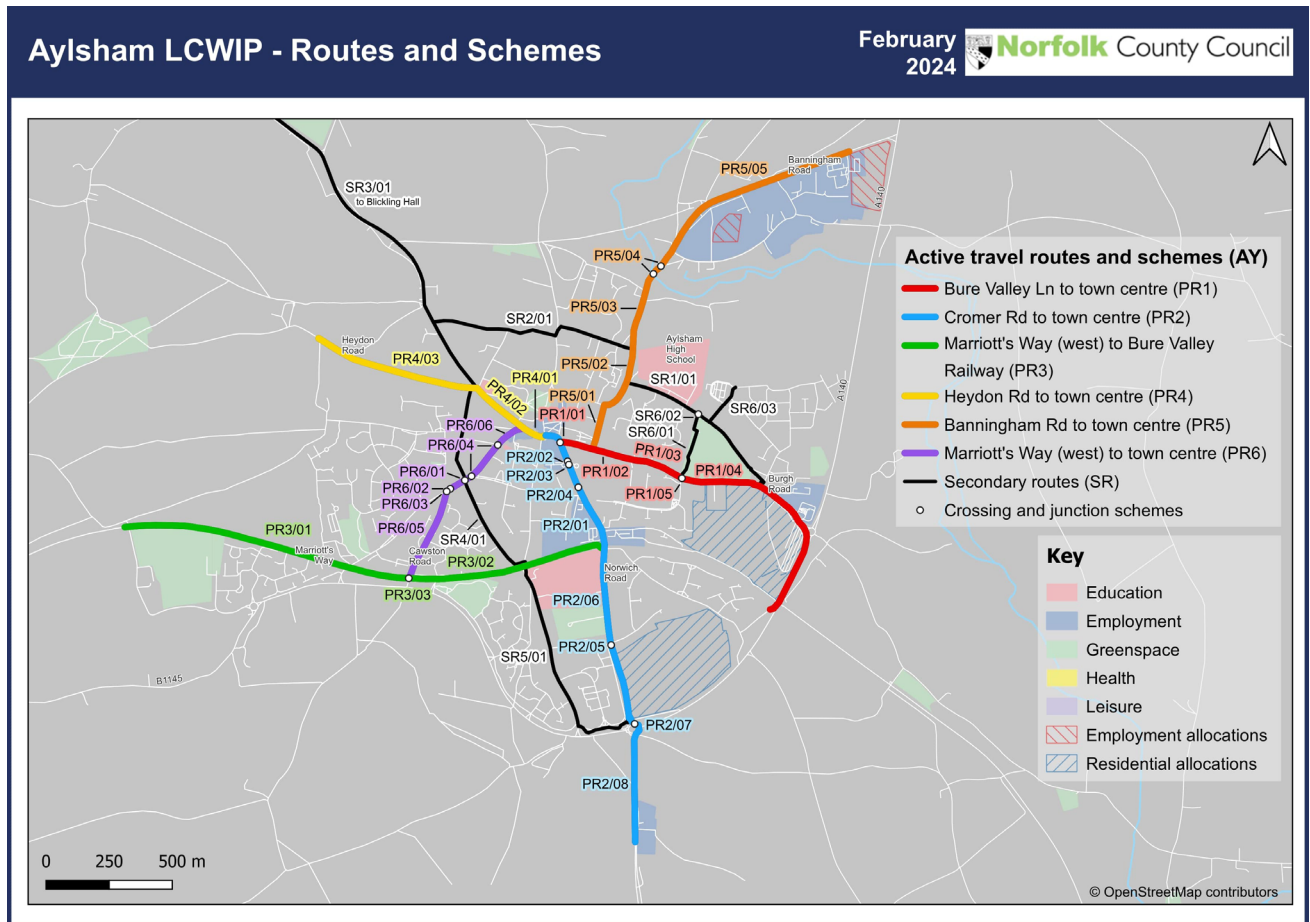 Aylsham LCWIP - Routes and Schemes
February
2024
Norfolk County Council
SR3/01
to Blickling Hall
PR5/05
Banningham
Road
A140
PR5/04
PR5/03
SR2/01
Heydon
Road
PR4/03
PR4/01
PR4/02
PR5/02
Aylsham
High
School
SR1/01
A140
PR5/01
PR1/01
SR6/02
SR6/01
SR6/03
PR6/06
PR6/04
PR2/02
PR2/03
PR1/02
PR1/03
PR1/04
PR6/01
PR6/02
PR6/03
PR2/04
PR1/05
Burgh
Road
PR6/05
PR2/01
SR4/01
PR3/01
Marriott's
Way
Cawston
Road
PR3/02
Norwich
Road
PR3/03
PR2/06
PR2/05
SR5/01
B1145
PR2/07
PR2/08
Active travel routes and schemes (AY)
Bure Valley Ln to town centre (PR1)
Cromer Rd to town centre (PR2)
Marriott's Way (west) to Bure Valley
Railway (PR3)
Heydon Rd to town centre (PR4)
Banningham Rd to town centre (PR5)
Marriott's Way (west) to town centre (PR6)
Secondary routes (SR)
Crossing and junction schemes
Key
Education
Employment
Greenspace
Health
Leisure
Employment allocations
Residential allocations
0 250 500 m
© OpenStreetMap contributors